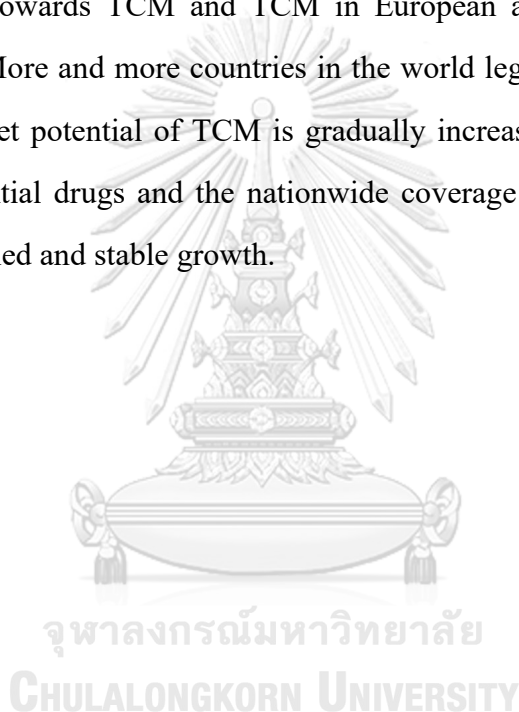 owards TCM and TCM in European a
More and more countries in the world leg
et potential of TCM is gradually increas
tial drugs and the nationwide coverage
ed and stable growth.
จุฬาลงกรณ์มหาวิทยาลัย
CHULALONGKORN UNIVERSITY